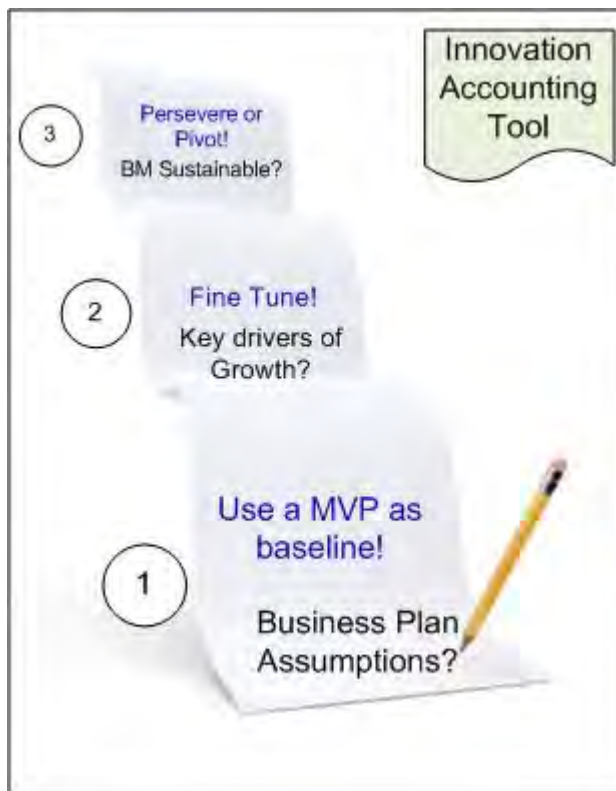 Innovation
Accounting
Tool
3
Persevere or
Pivot!
BM Sustainable?
2
Fine Tune!
Key drivers of
Growth?
1
Use a MVP as
baseline!
Business Plan
Assumptions?